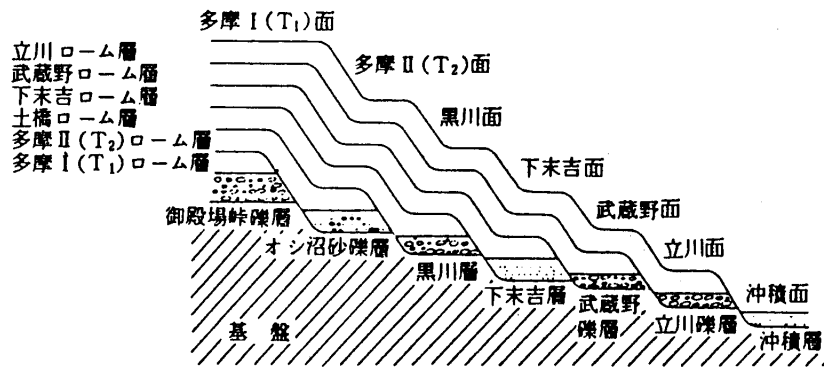 多摩Ⅰ(T₁)面
立川ローム層
武蔵野ローム層
下末吉ローム層
土橋ローム層
多摩Ⅱ(T₂)ローム層
多摩Ⅰ(T₁)ローム層
多摩Ⅱ(T₂)面
黒川面
下末吉面
武蔵野面
立川面
沖積面
御殿場峠礫層
オシ沼砂礫層
黒川層
下末吉層
武蔵野
礫層
立川礫層
沖積層
基盤